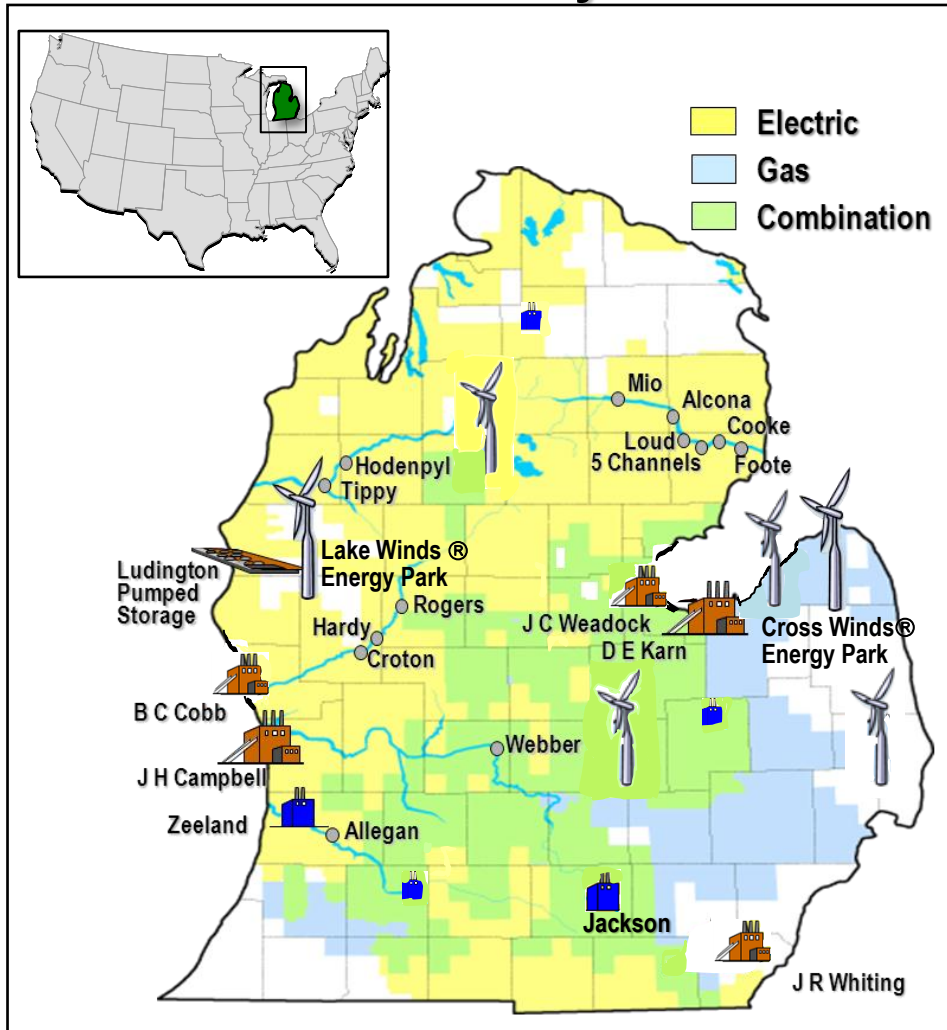 Electric
Gas
Combination
Mio
Alcona
Cooke
Loud
5 Channels
Foote
Hodenpyl
Tippy
Lake Winds ®
Energy Park
Ludington
Pumped
Storage
Rogers
Hardy
Croton
J C Weadock
D E Karn
Cross Winds®
Energy Park
B C Cobb
Webber
J H Campbell
Zeeland
Allegan
Jackson
J R Whiting